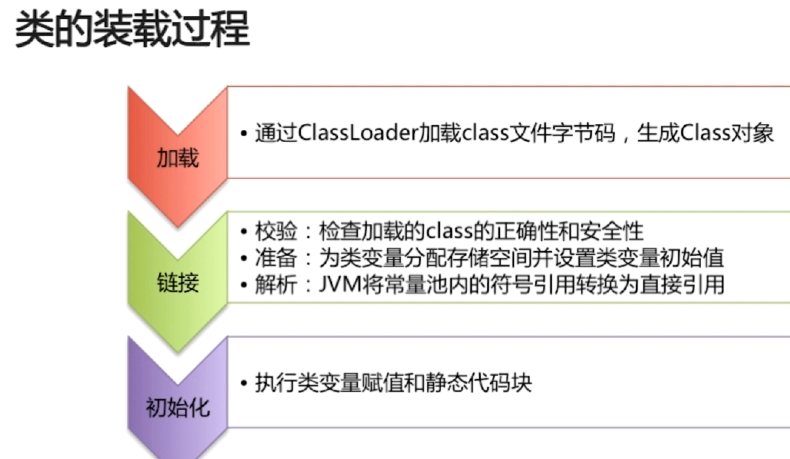 类的装载过程
加载
• 通过ClassLoader加载class文件字节码，生成Class对象
链接
• 校验：检查加载的class的正确性和安全性
• 准备：为类变量分配存储空间并设置类变量初始值
• 解析：JVM将常量池内的符号引用转换为直接引用
初始化
• 执行类变量赋值和静态代码块